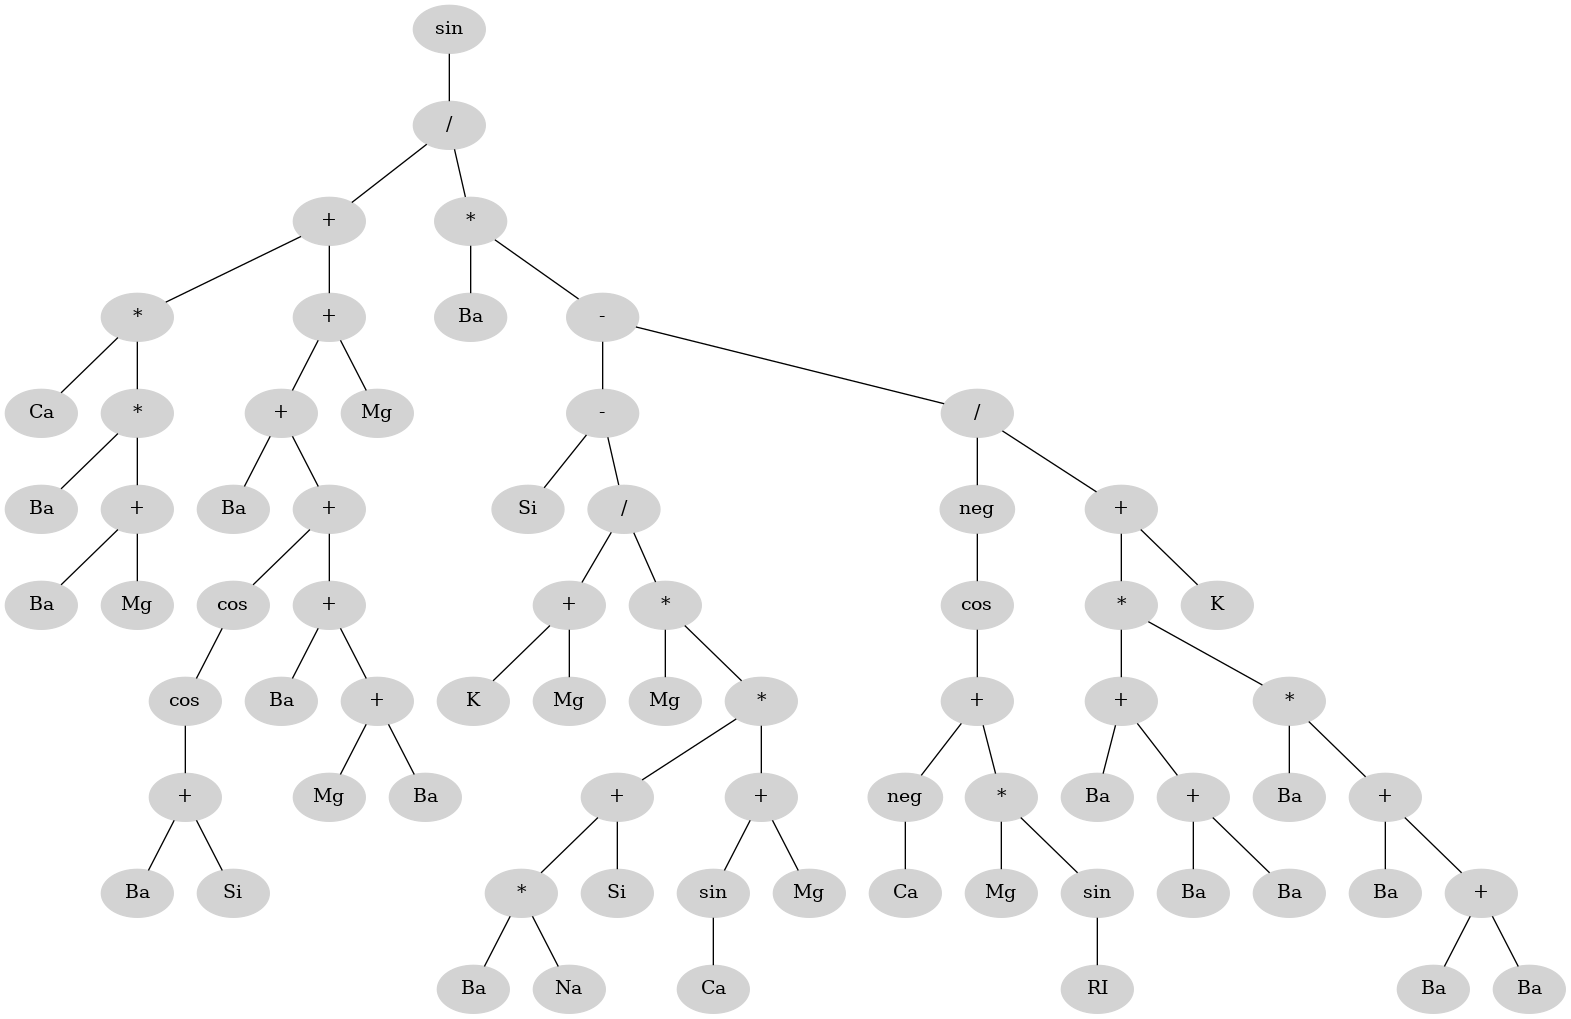 sin
/
+ *
* + Ba -
Ca * + Mg - /
Ba + Ba + Si / neg +
Ba Mg cos + + * cos * K
cos Ba + K Mg Mg * + + *
+ Mg Ba + + neg * Ba + Ba +
Ba Si * Si sin Mg Ca Mg sin Ba Ba Ba +
Ba Na Ca RI Ba Ba